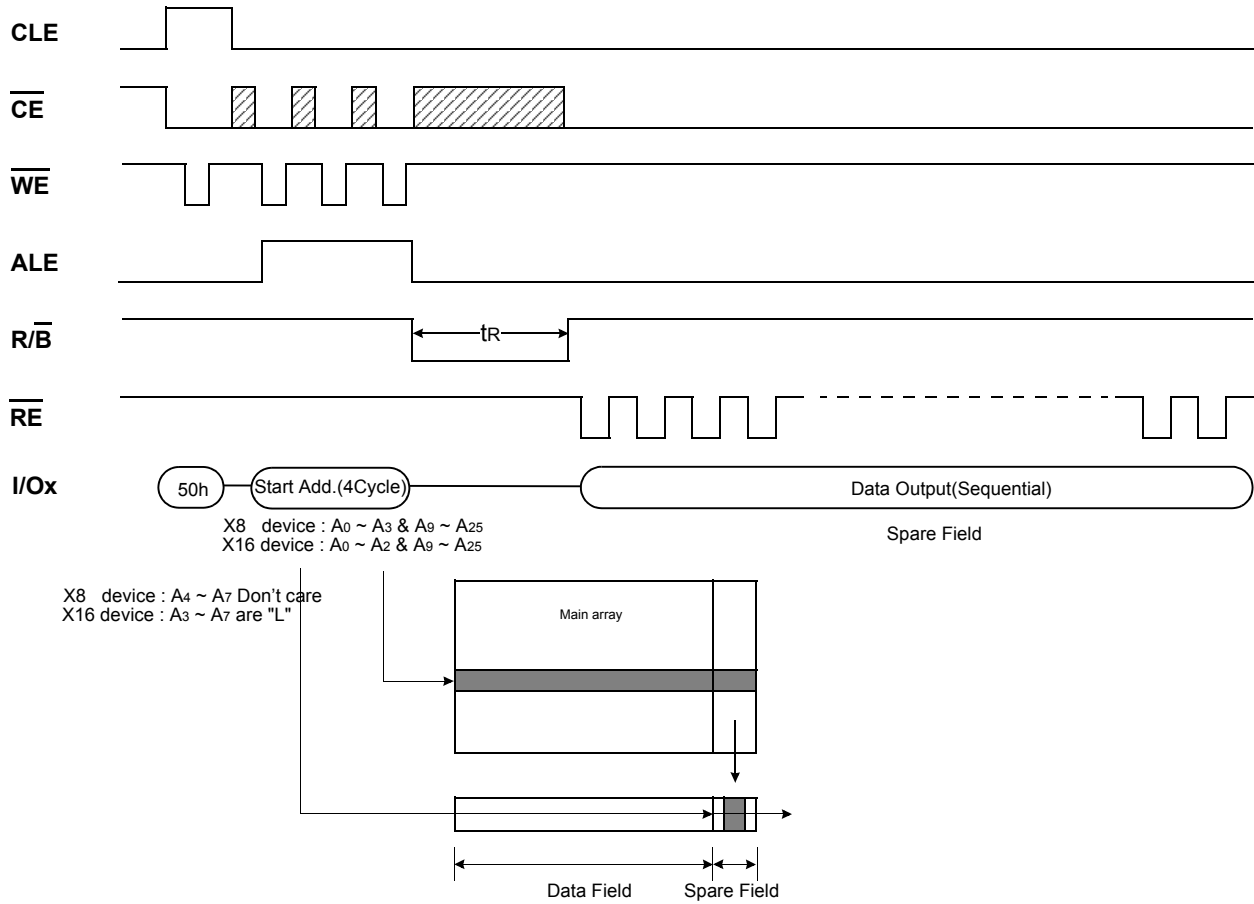 CLE
CE
WE
ALE
R/B
tR
RE
I/Ox
50h
Start Add.(4Cycle)
Data Output(Sequential)
X8 device : A0 ~ A3 & A9 ~ A25
X16 device : A0 ~ A2 & A9 ~ A25
Spare Field
X8 device : A4 ~ A7 Don't care
X16 device : A3 ~ A7 are "L"
Main array
Data Field
Spare Field